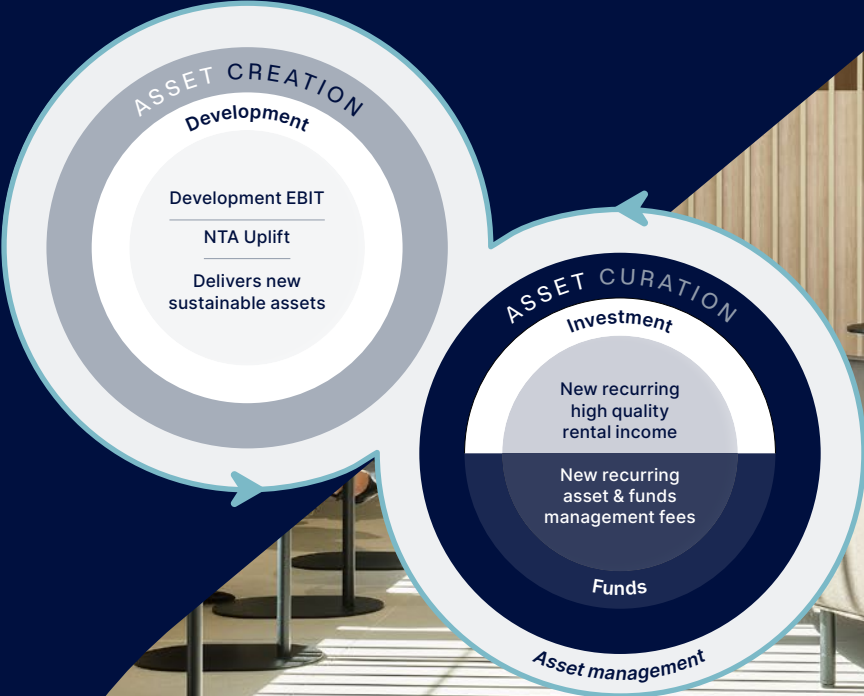 ASSET CREATION
Development
Development EBIT
NTA Uplift
Delivers new
sustainable assets
ASSET CURATION
Investment
New recurring
high quality
rental income
New recurring
asset & funds
management fees
Funds
Asset management